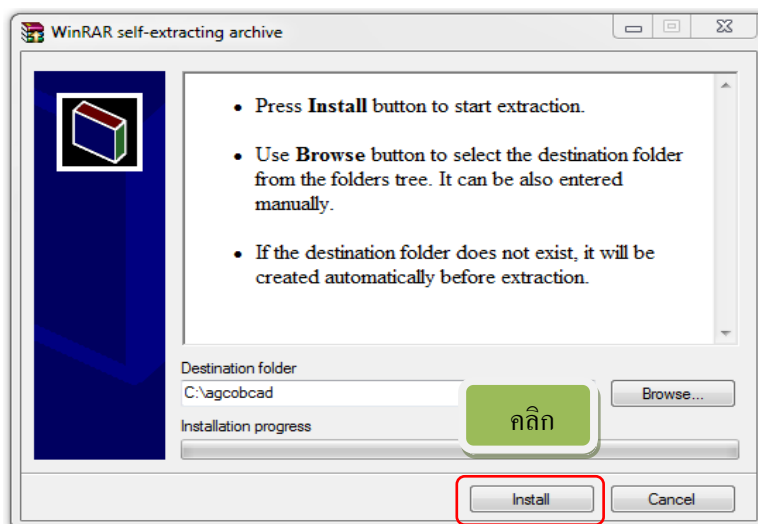 WinRAR self-extracting archive
• Press Install button to start extraction.
• Use Browse button to select the destination folder
from the folders tree. It can be also entered
manually.
• If the destination folder does not exist, it will be
created automatically before extraction.
Destination folder
C:\agcobcad
Browse...
Installation progress
คลิก
Install
Cancel